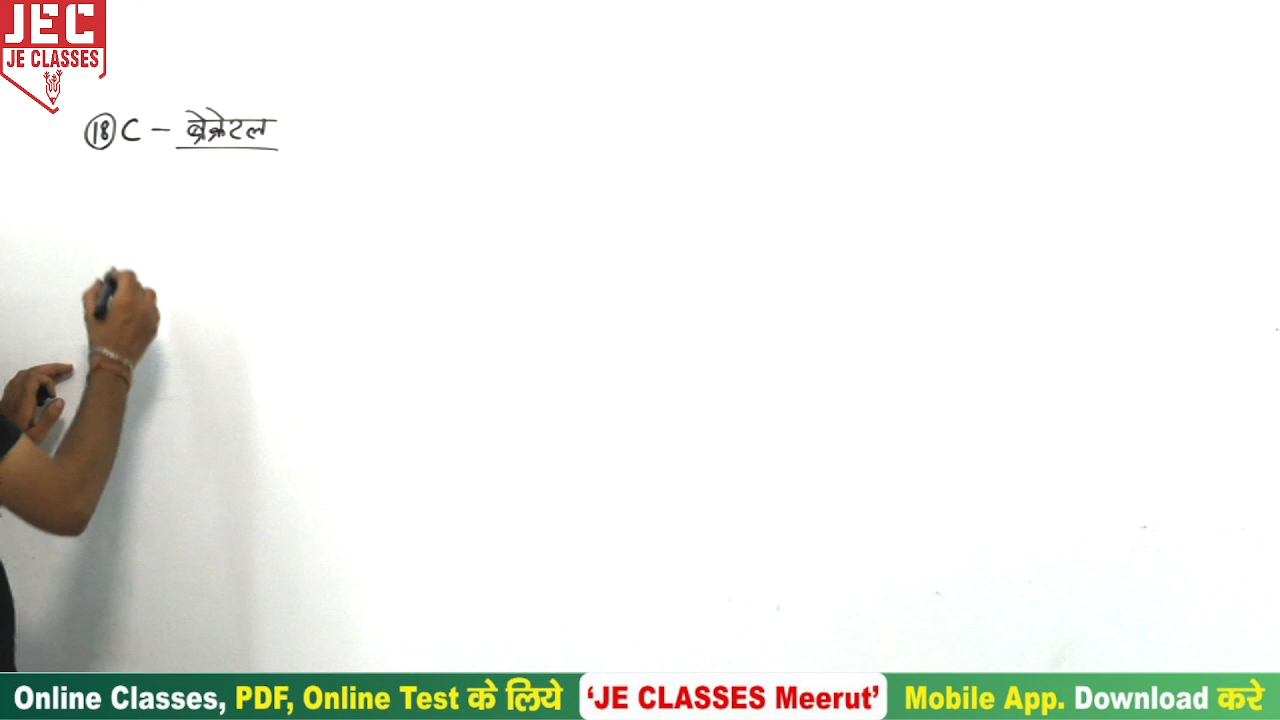 JEC
JE CLASSES
⑱ C - ब्रेक्रेटल
Online Classes, PDF, Online Test के लिये 'JE CLASSES Meerut' Mobile App. Download करे